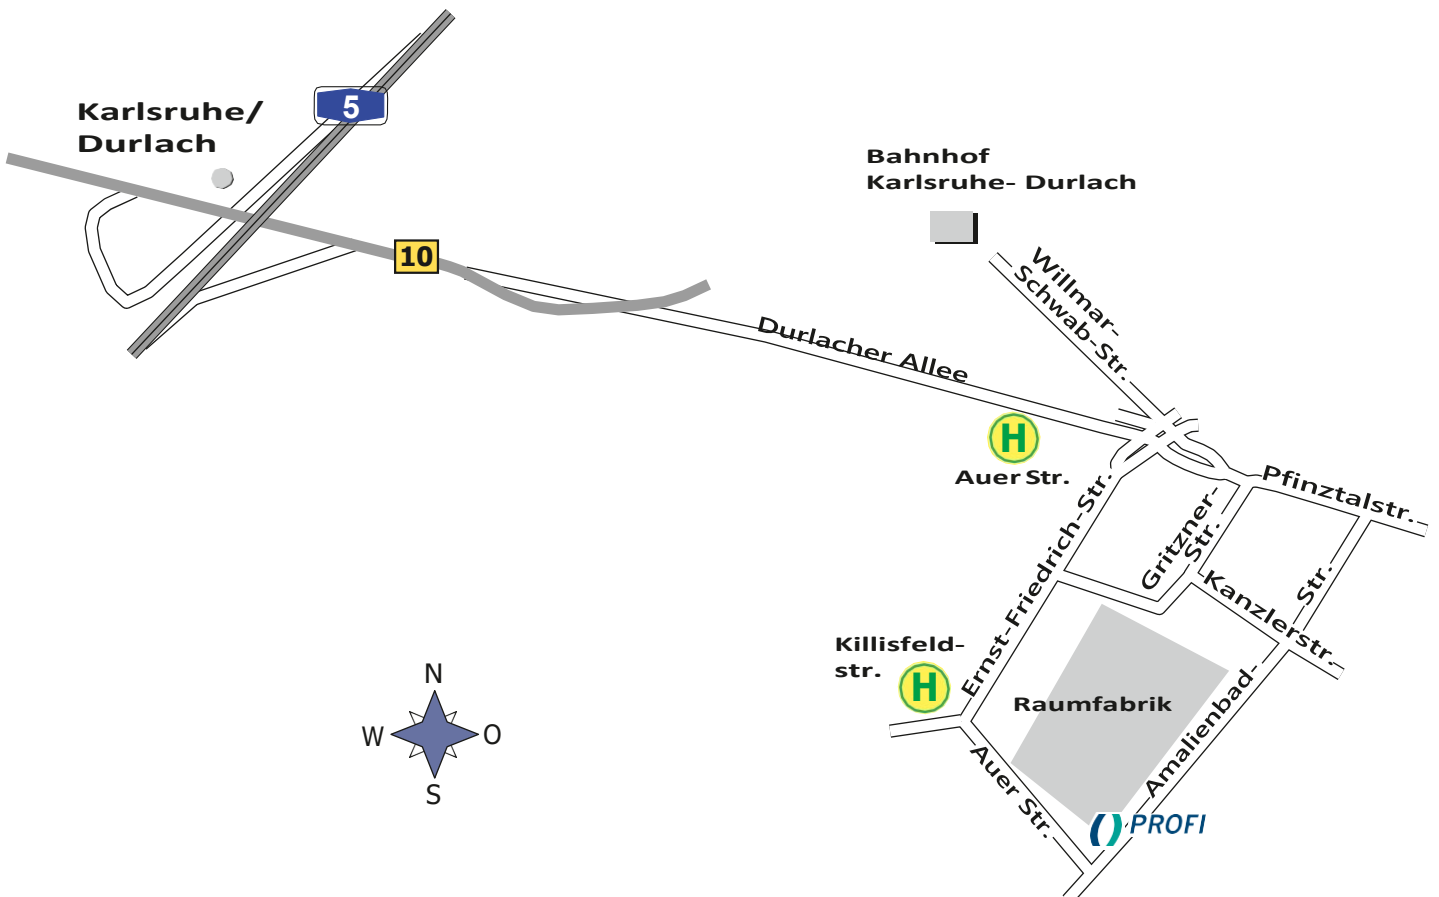 5
Karlsruhe/
Durlach
10
Bahnhof
Karlsruhe- Durlach
Willmar-
Schwab-Str.
Durlacher Allee
H
Auer Str.
Pfinztalstr.
Gritzner-
Str.
Ernst-Friedrich-Str.
Kanzlerstr.
Str.
Amalienbad-
Killisfeld-
str.
H
Raumfabrik
Auer Str.
PROFI
N
W
O
S